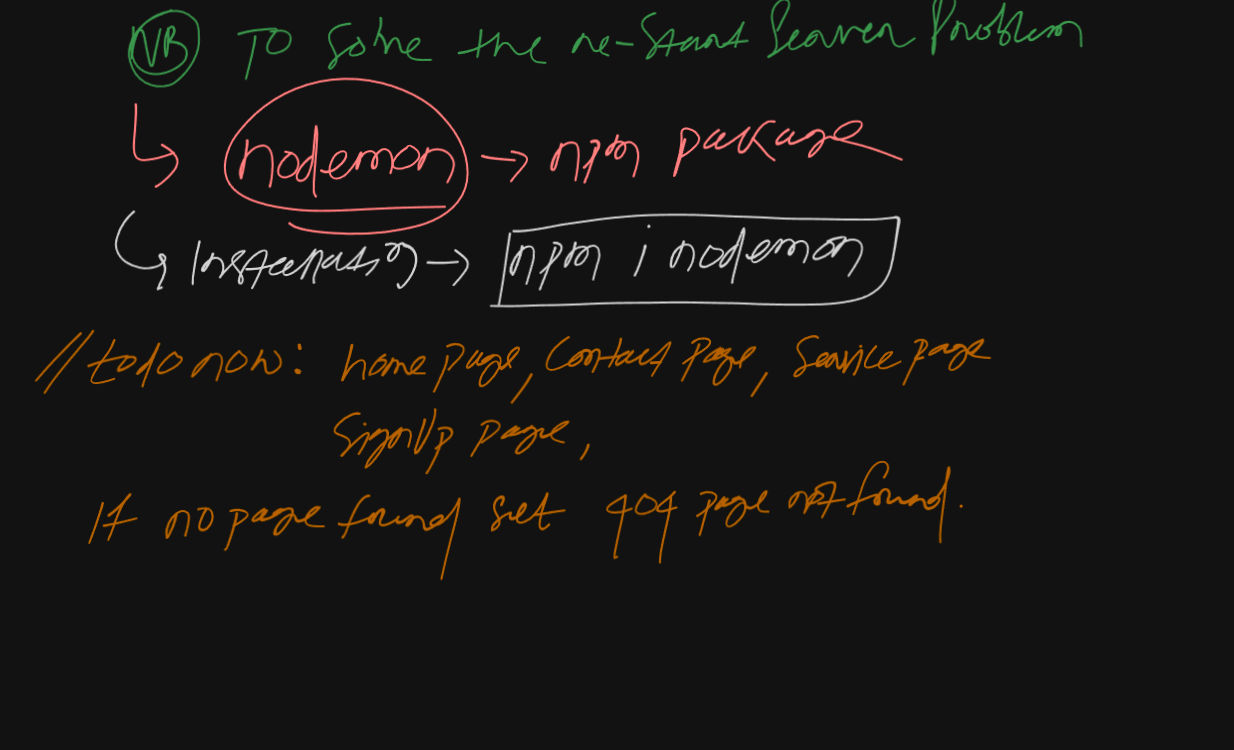 NB To solve the re-start Server Problem
nodemon → npm package
Installation → npm i nodemon
// todo now: home page, Contact page, Service page
SignUp page,
If no page found set 404 page not found.